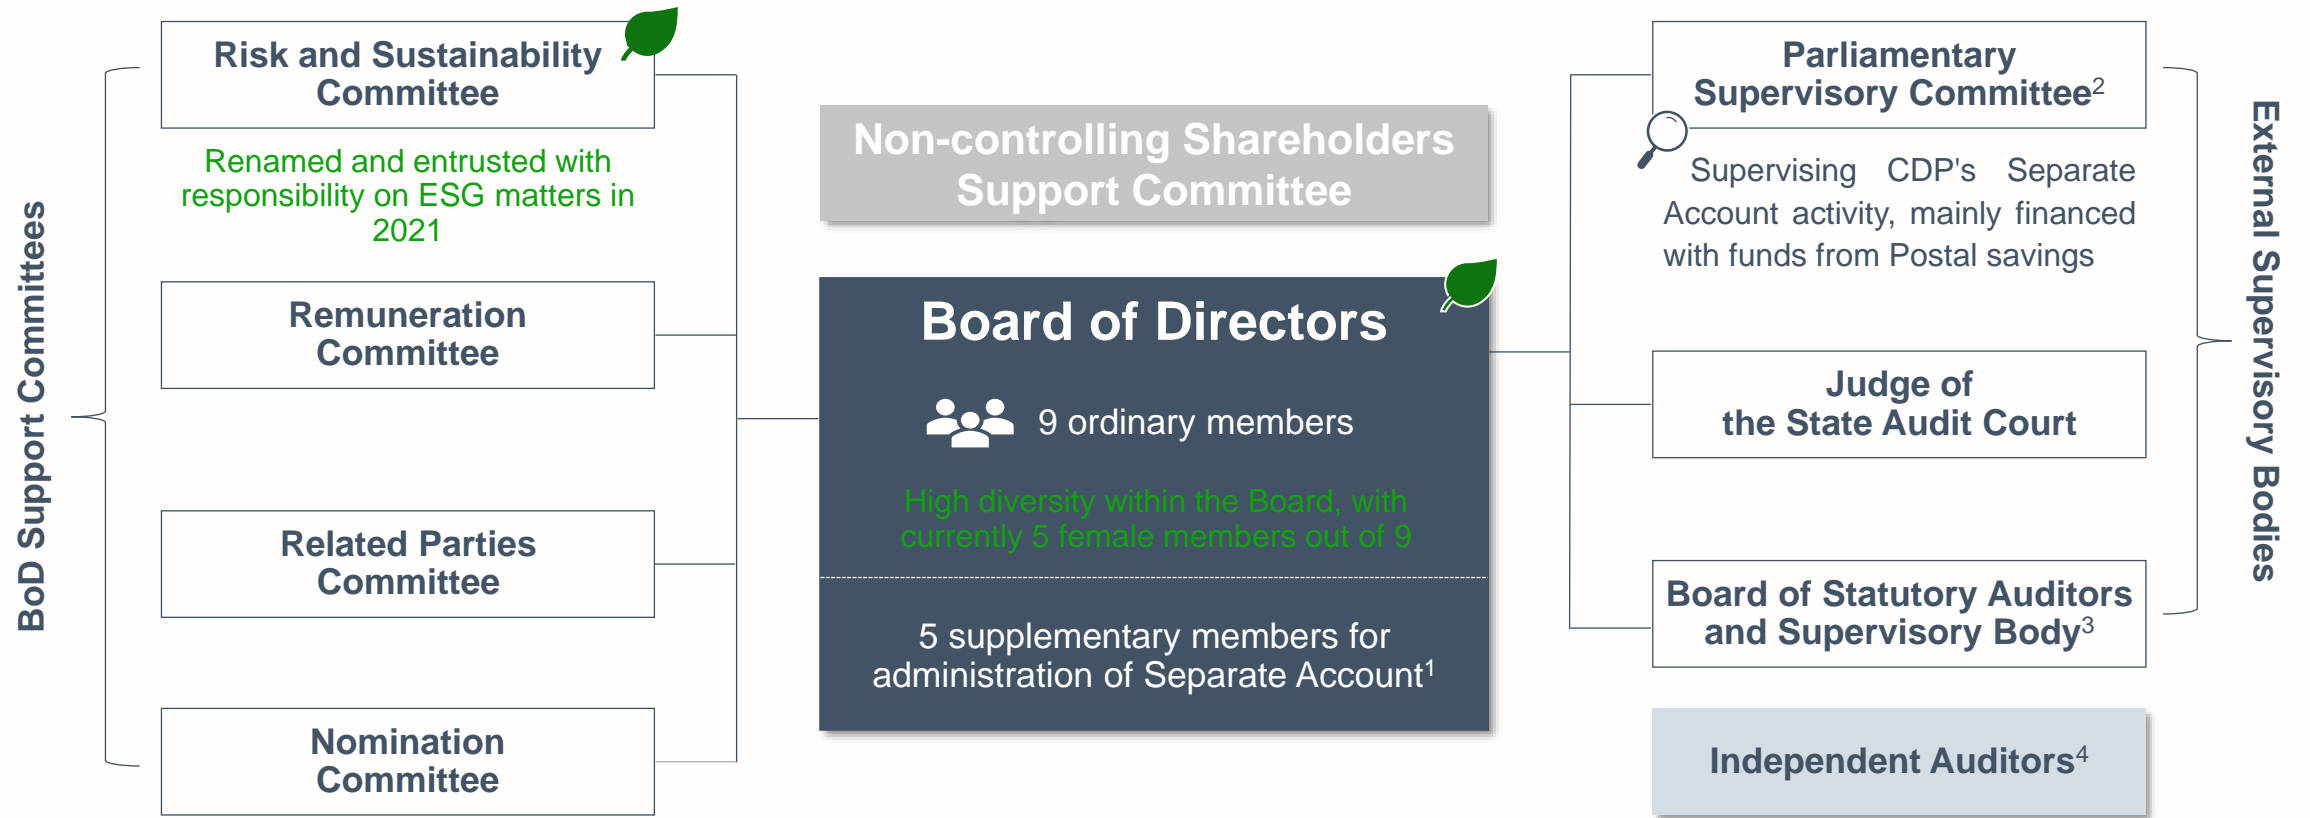 BoD Support Committees
Risk and Sustainability
Committee
Renamed and entrusted with
responsibility on ESG matters in
2021
Remuneration
Committee
Related Parties
Committee
Nomination
Committee
Non-controlling Shareholders
Support Committee
Board of Directors
9 ordinary members
High diversity within the Board, with
currently 5 female members out of 9
5 supplementary members for
administration of Separate Account¹
Parliamentary
Supervisory Committee²
Supervising CDP's Separate
Account activity, mainly financed
with funds from Postal savings
Judge of
the State Audit Court
Board of Statutory Auditors
and Supervisory Body³
Independent Auditors⁴
External Supervisory Bodies